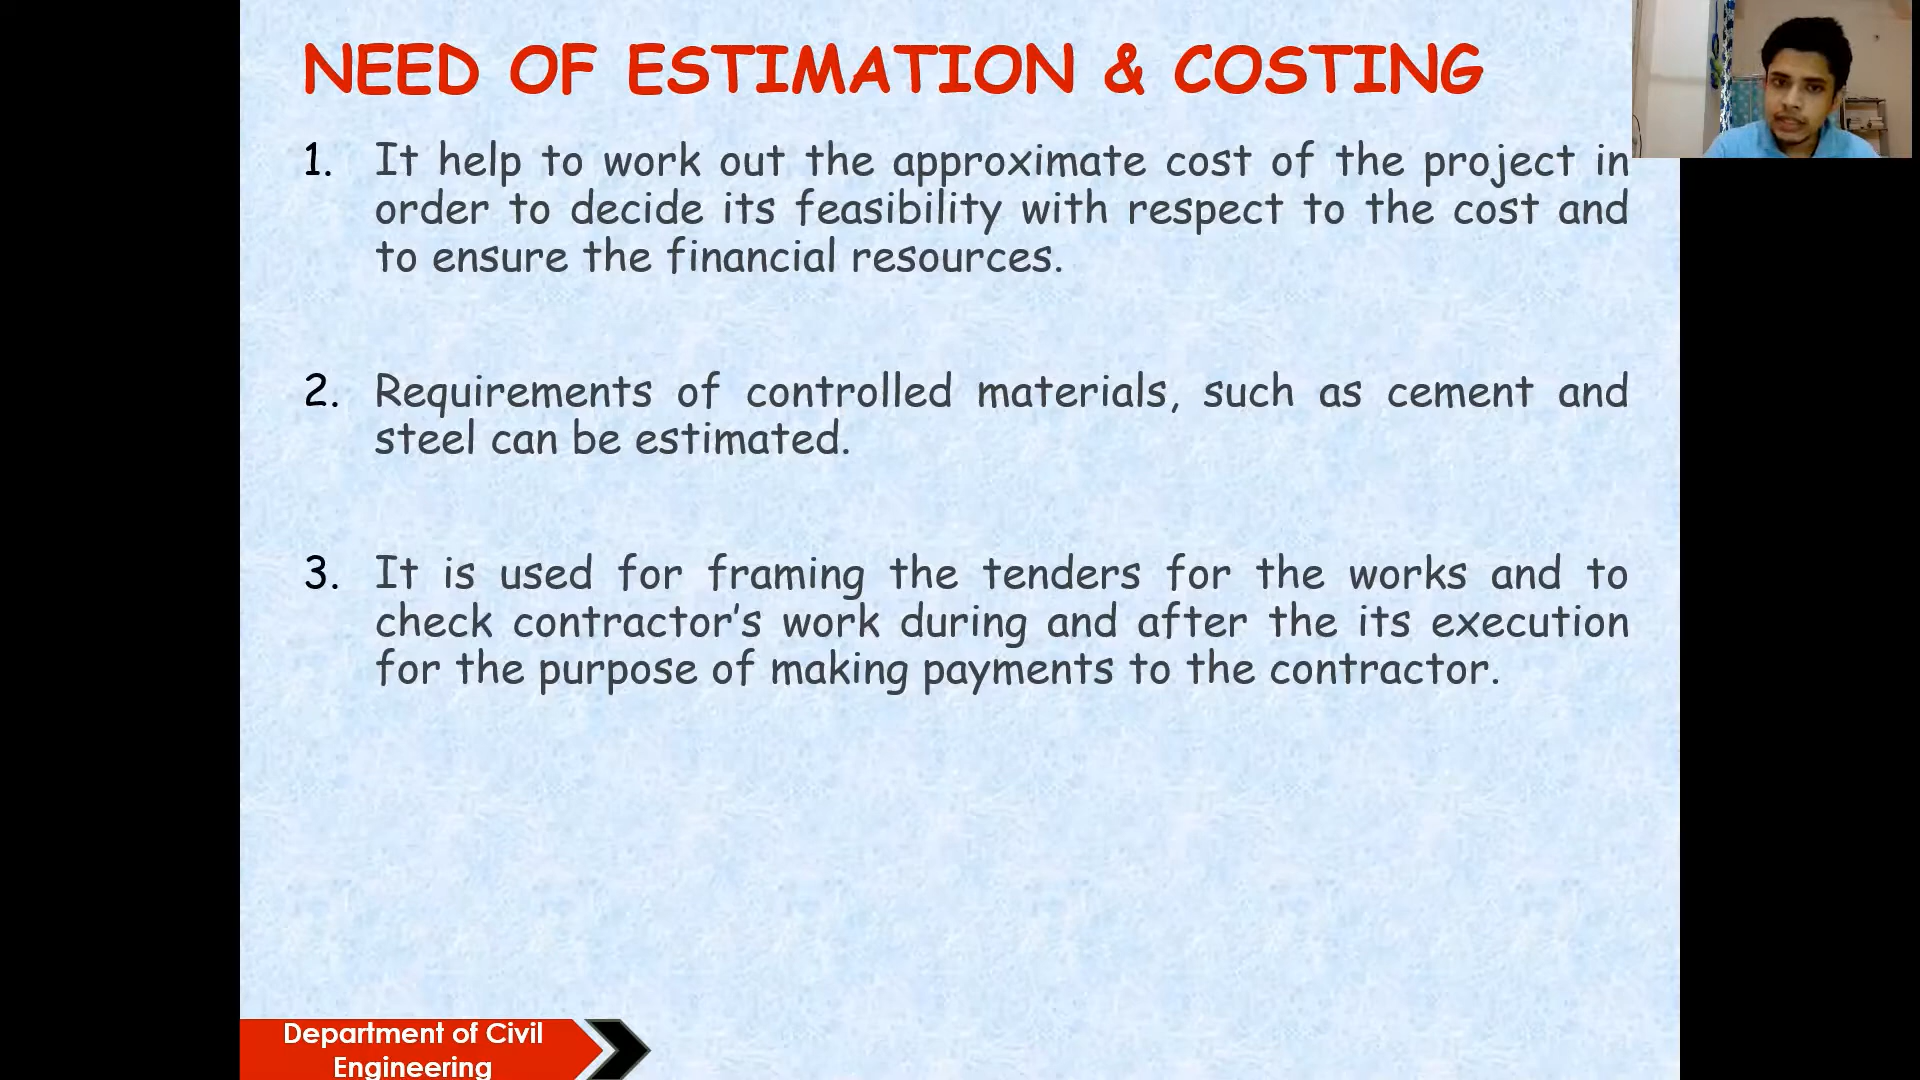 NEED OF ESTIMATION & COSTING
1. It help to work out the approximate cost of the project in
order to decide its feasibility with respect to the cost and
to ensure the financial resources.
2. Requirements of controlled materials, such as cement and
steel can be estimated.
3. It is used for framing the tenders for the works and to
check contractor’s work during and after the its execution
for the purpose of making payments to the contractor.
Department of Civil
Engineering